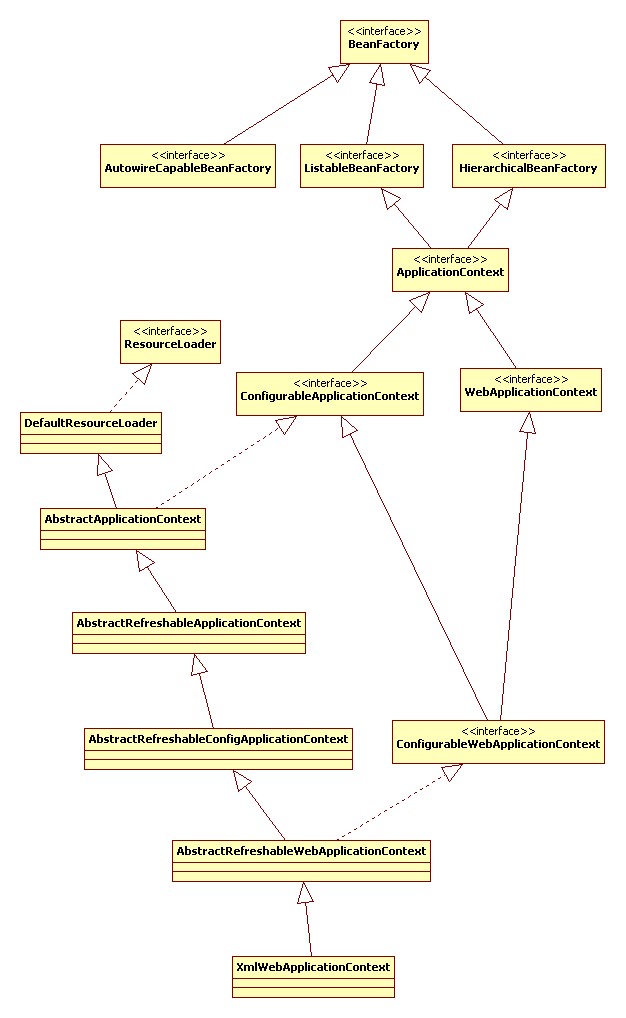 <<interface>>
BeanFactory
<<interface>>
AutowireCapableBeanFactory
<<interface>>
ListableBeanFactory
<<interface>>
HierarchicalBeanFactory
<<interface>>
ApplicationContext
<<interface>>
ResourceLoader
<<interface>>
ConfigurableApplicationContext
<<interface>>
WebApplicationContext
DefaultResourceLoader
AbstractApplicationContext
AbstractRefreshableApplicationContext
AbstractRefreshableConfigApplicationContext
<<interface>>
ConfigurableWebApplicationContext
AbstractRefreshableWebApplicationContext
XmlWebApplicationContext